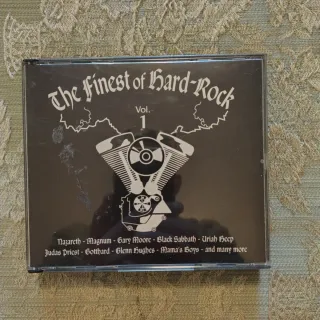 The Finest of Hard-Rock
Vol.
1
Nazareth - Magnum - Gary Moore - Black Sabbath - Uriah Heep
Judas Priest - Gotthard - Glenn Hughes - Mama's Boys - and many more